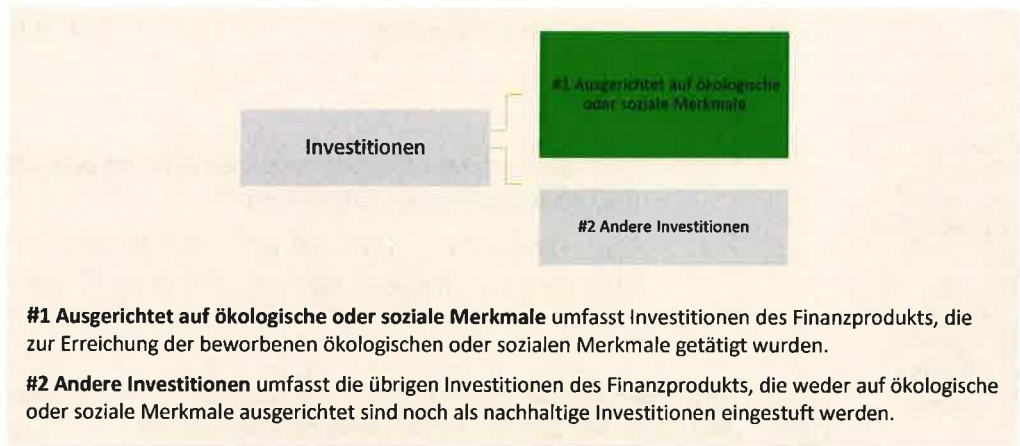 #1 Ausgerichtet auf ökologische
oder soziale Merkmale
Investitionen
#2 Andere Investitionen
#1 Ausgerichtet auf ökologische oder soziale Merkmale umfasst Investitionen des Finanzprodukts, die
zur Erreichung der beworbenen ökologischen oder sozialen Merkmale getätigt wurden.
#2 Andere Investitionen umfasst die übrigen Investitionen des Finanzprodukts, die weder auf ökologische
oder soziale Merkmale ausgerichtet sind noch als nachhaltige Investitionen eingestuft werden.